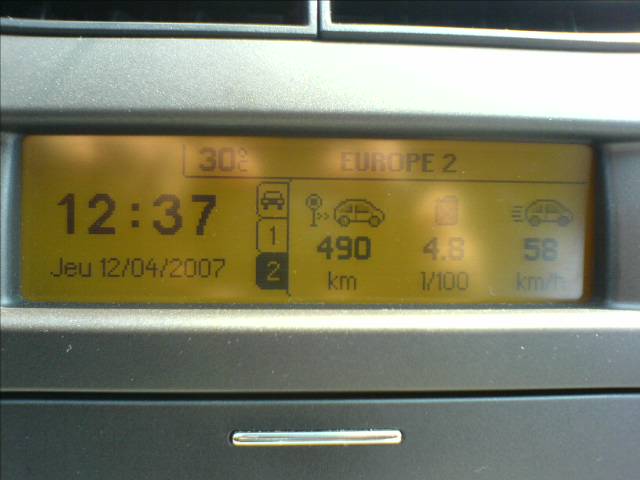 30°C EUROPE 2
12:37
1
2
490 4.8 58
Jeu 12/04/2007
km l/100 km/h